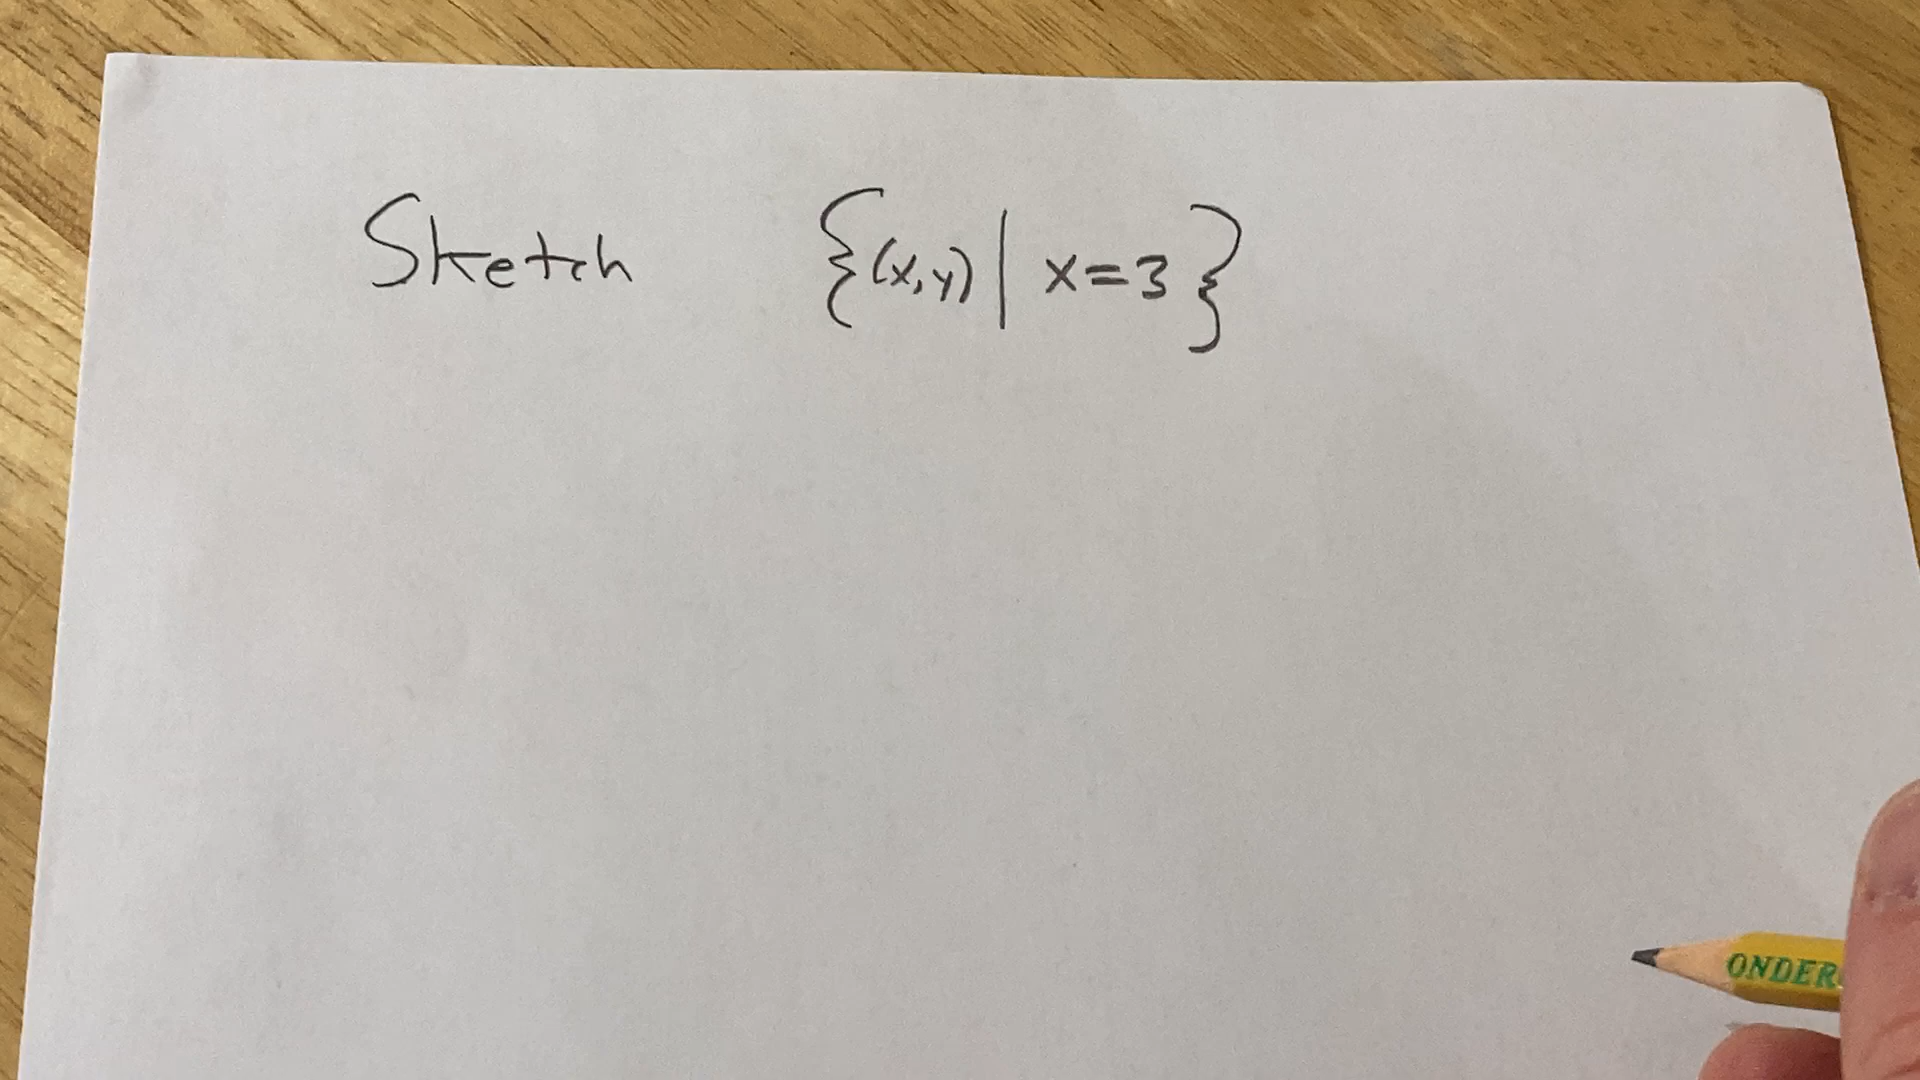 Sketch {(x,y) | x=3}
ONDER